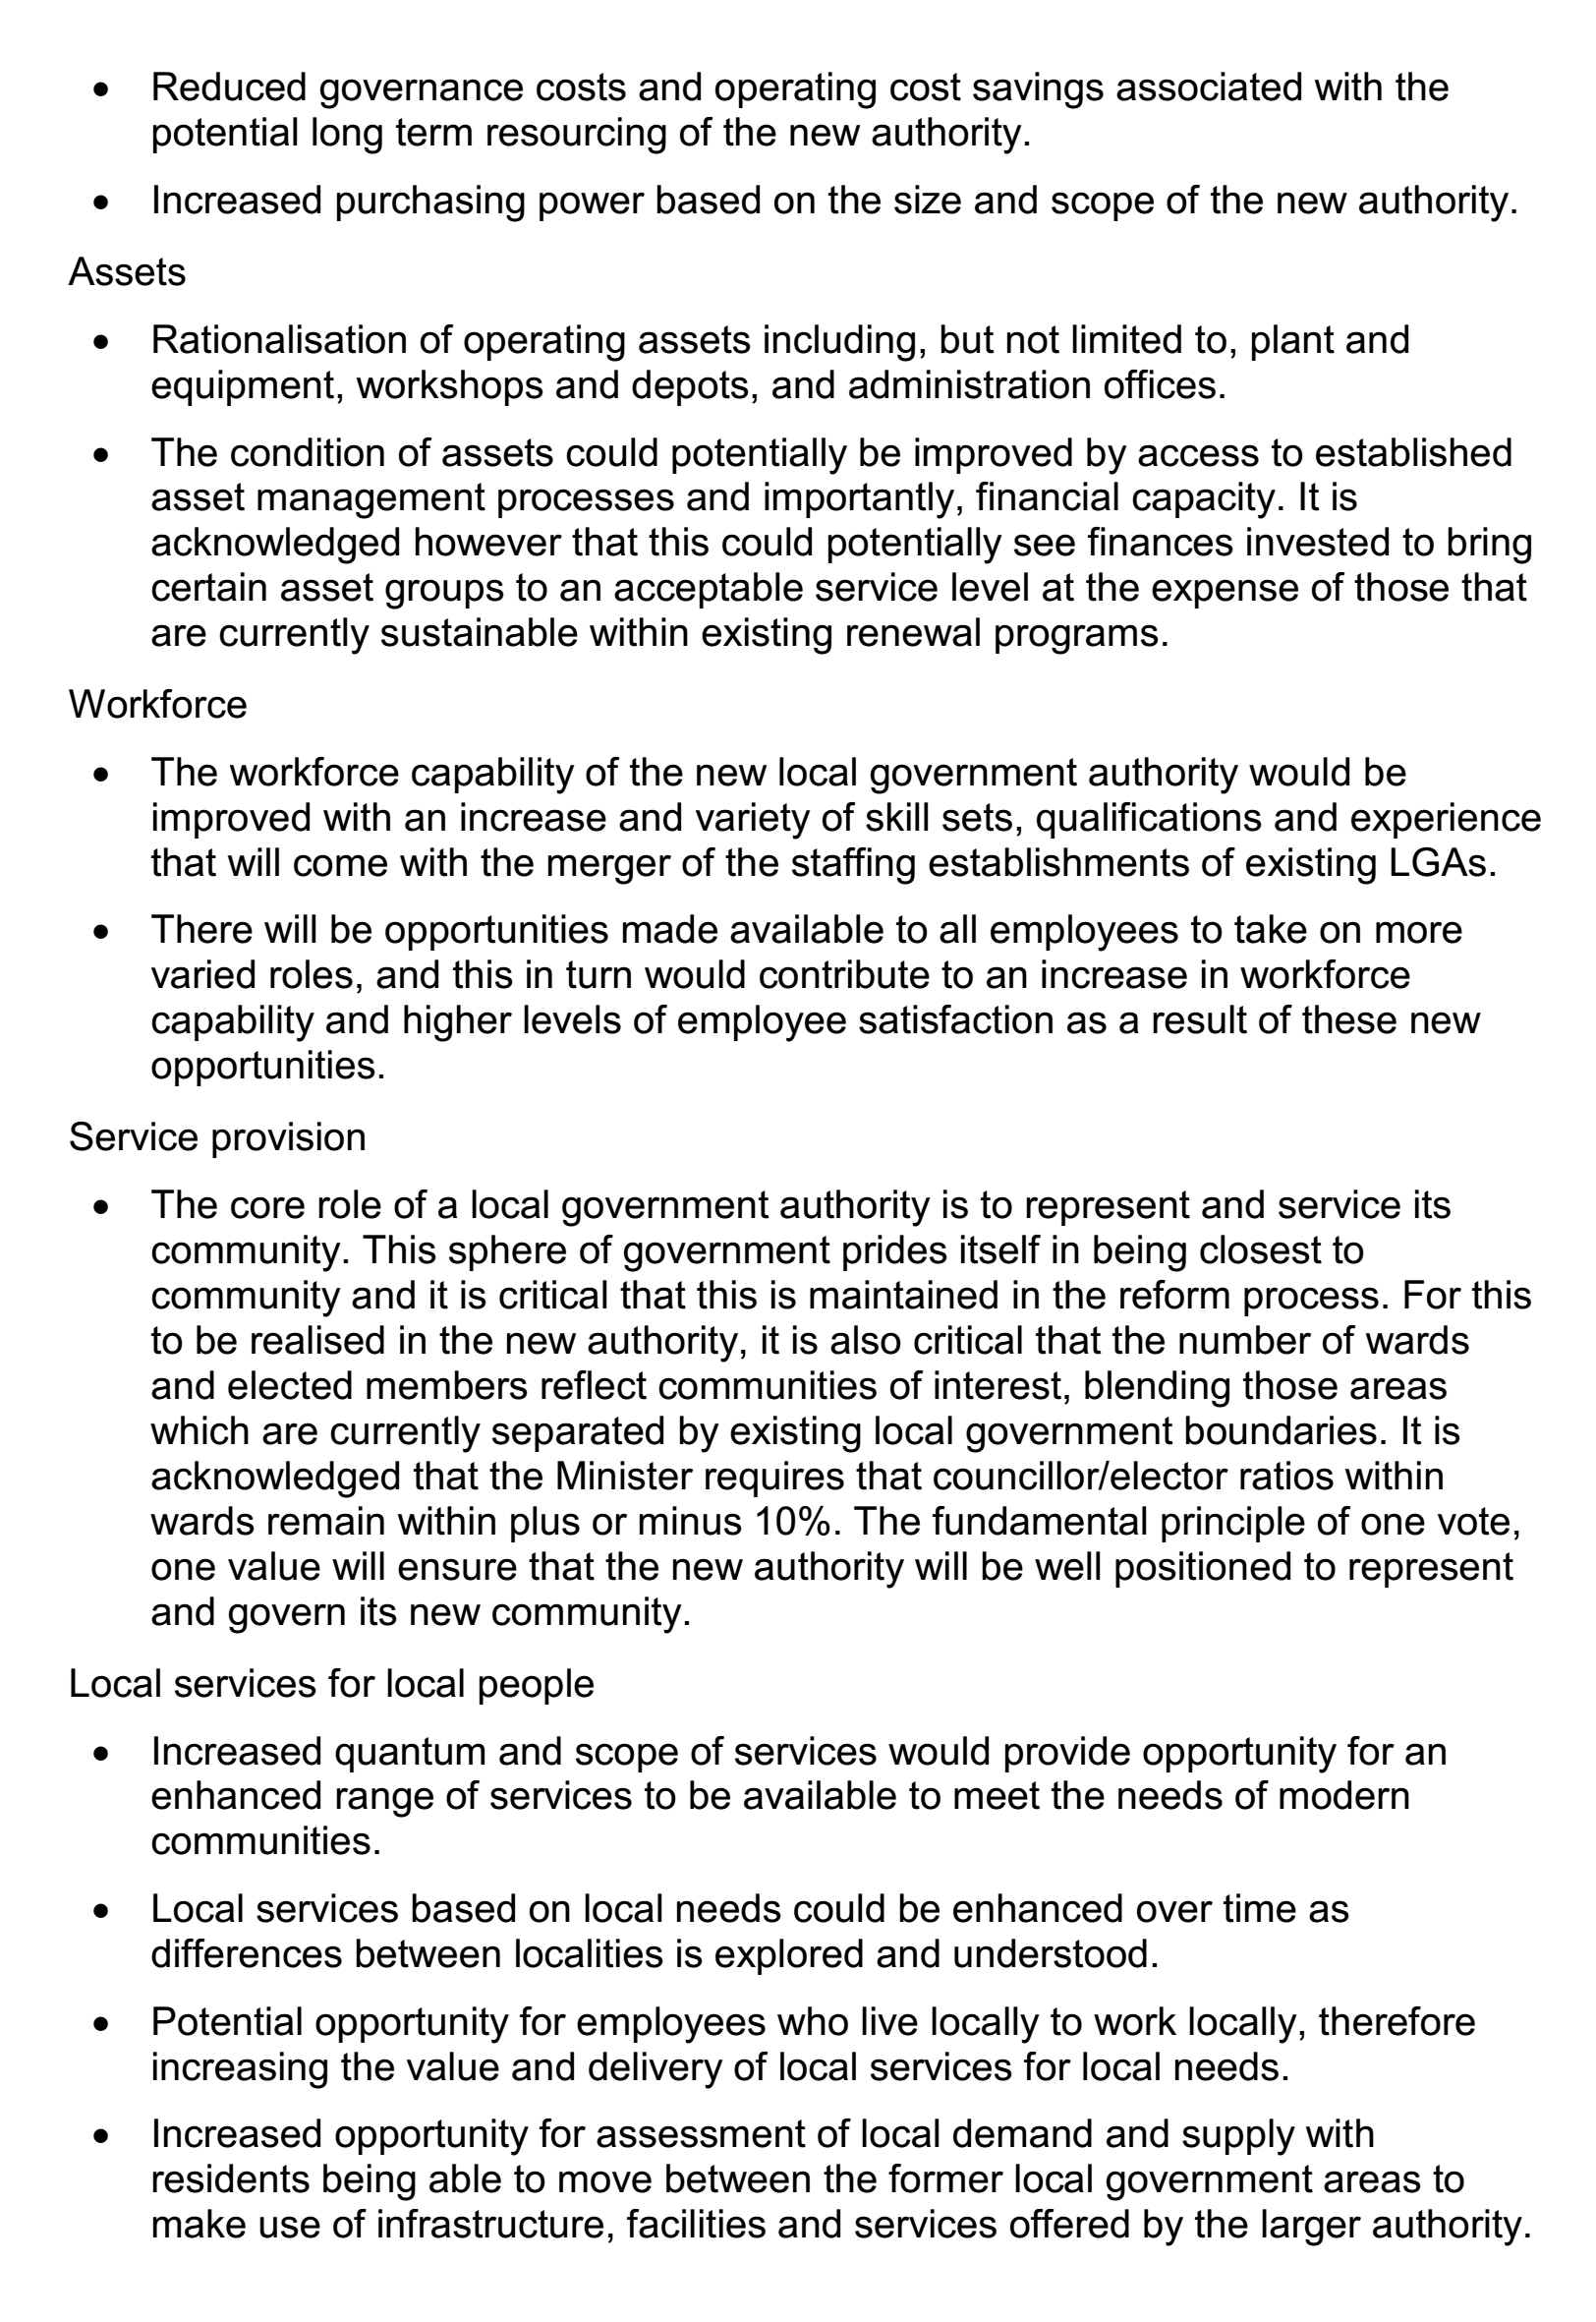 • Reduced governance costs and operating cost savings associated with the
potential long term resourcing of the new authority.
• Increased purchasing power based on the size and scope of the new authority.
Assets
• Rationalisation of operating assets including, but not limited to, plant and
equipment, workshops and depots, and administration offices.
• The condition of assets could potentially be improved by access to established
asset management processes and importantly, financial capacity. It is
acknowledged however that this could potentially see finances invested to bring
certain asset groups to an acceptable service level at the expense of those that
are currently sustainable within existing renewal programs.
Workforce
• The workforce capability of the new local government authority would be
improved with an increase and variety of skill sets, qualifications and experience
that will come with the merger of the staffing establishments of existing LGAs.
• There will be opportunities made available to all employees to take on more
varied roles, and this in turn would contribute to an increase in workforce
capability and higher levels of employee satisfaction as a result of these new
opportunities.
Service provision
• The core role of a local government authority is to represent and service its
community. This sphere of government prides itself in being closest to
community and it is critical that this is maintained in the reform process. For this
to be realised in the new authority, it is also critical that the number of wards
and elected members reflect communities of interest, blending those areas
which are currently separated by existing local government boundaries. It is
acknowledged that the Minister requires that councillor/elector ratios within
wards remain within plus or minus 10%. The fundamental principle of one vote,
one value will ensure that the new authority will be well positioned to represent
and govern its new community.
Local services for local people
• Increased quantum and scope of services would provide opportunity for an
enhanced range of services to be available to meet the needs of modern
communities.
• Local services based on local needs could be enhanced over time as
differences between localities is explored and understood.
• Potential opportunity for employees who live locally to work locally, therefore
increasing the value and delivery of local services for local needs.
• Increased opportunity for assessment of local demand and supply with
residents being able to move between the former local government areas to
make use of infrastructure, facilities and services offered by the larger authority.